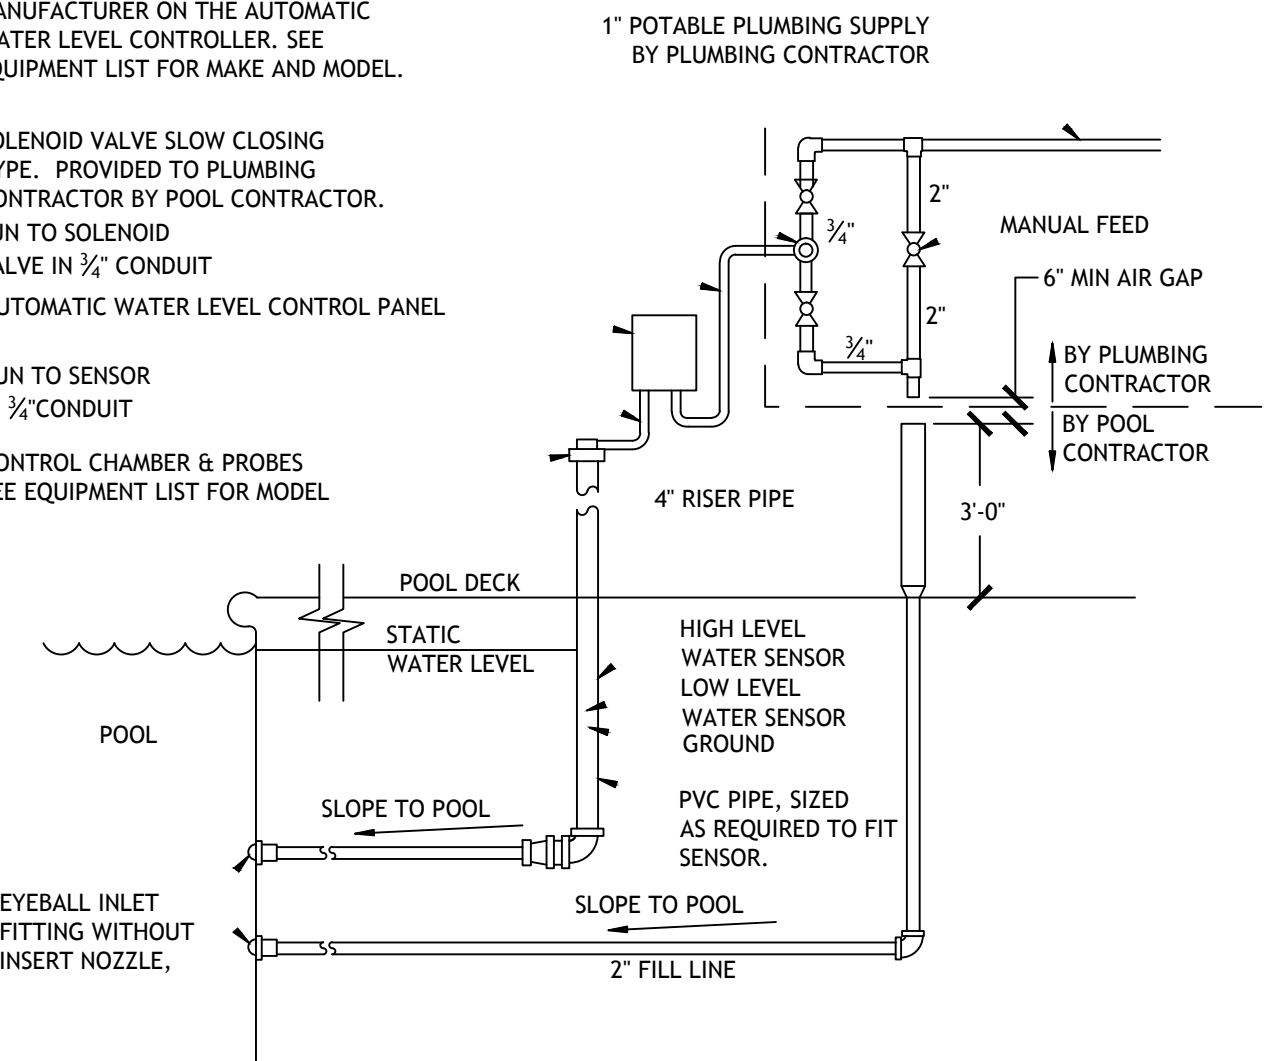 ANUFACTURER ON THE AUTOMATIC
ATER LEVEL CONTROLLER. SEE
QUIPMENT LIST FOR MAKE AND MODEL.
OLENOID VALVE SLOW CLOSING
YPE. PROVIDED TO PLUMBING
ONTRACTOR BY POOL CONTRACTOR.
UN TO SOLENOID
ALVE IN ¾" CONDUIT
UTOMATIC WATER LEVEL CONTROL PANEL
UN TO SENSOR
¾"CONDUIT
ONTROL CHAMBER & PROBES
EE EQUIPMENT LIST FOR MODEL
1" POTABLE PLUMBING SUPPLY
BY PLUMBING CONTRACTOR
2"
¾"
MANUAL FEED
6" MIN AIR GAP
2"
¾"
BY PLUMBING
CONTRACTOR
BY POOL
CONTRACTOR
4" RISER PIPE
3'-0"
POOL DECK
STATIC
WATER LEVEL
HIGH LEVEL
WATER SENSOR
LOW LEVEL
WATER SENSOR
GROUND
POOL
PVC PIPE, SIZED
AS REQUIRED TO FIT
SENSOR.
SLOPE TO POOL
EYEBALL INLET
FITTING WITHOUT
INSERT NOZZLE,
SLOPE TO POOL
2" FILL LINE